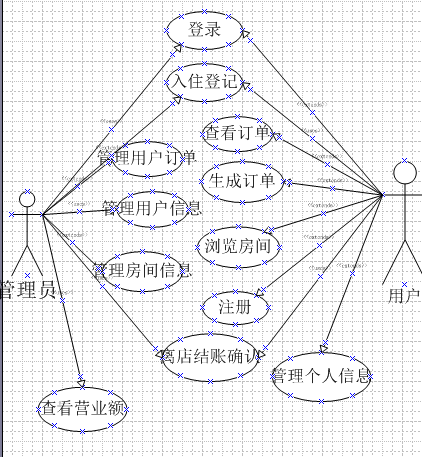 登录
入住登记
查看订单
管理用户订单
生成订单
管理用户信息
浏览房间
管理房间信息
管理员
用户
注册
离店结账确认
管理个人信息
查看营业额